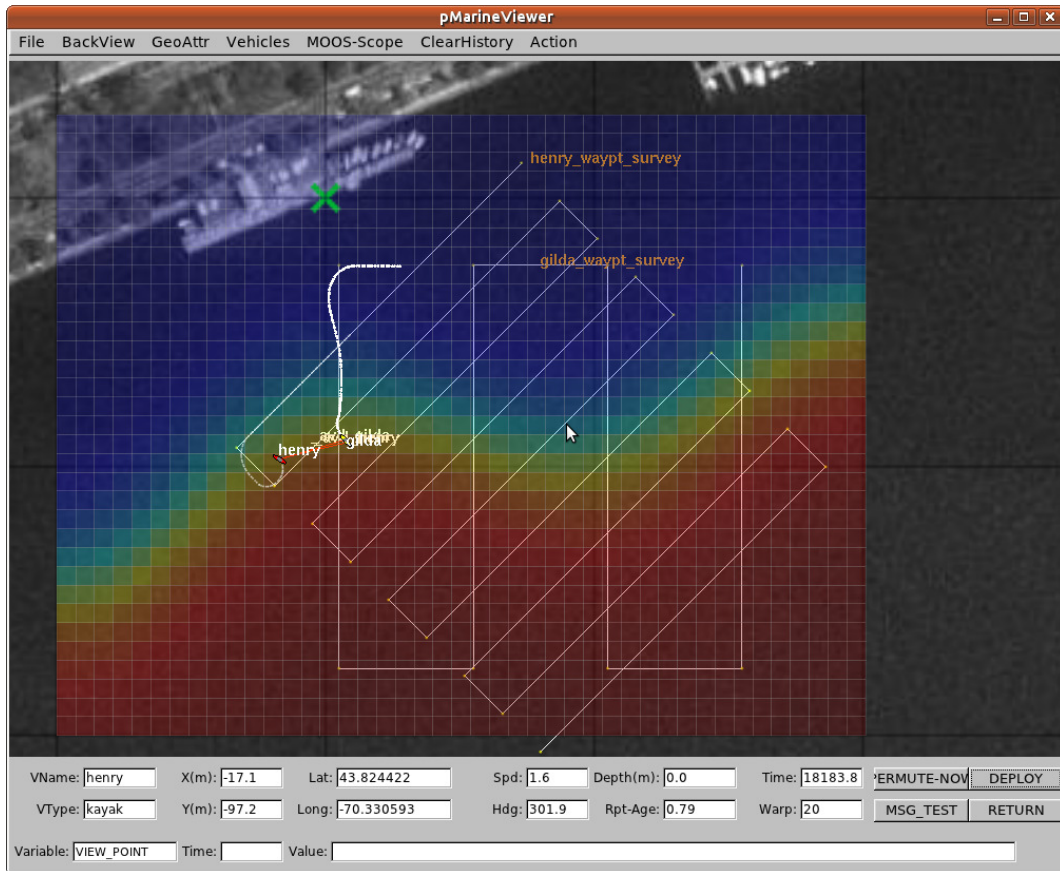 pMarineViewer
File BackView GeoAttr Vehicles MOOS-Scope ClearHistory Action
henry_waypt_survey
gilda_waypt_survey
gilda
henry
VName: henry X(m): -17.1 Lat: 43.824422 Spd: 1.6 Depth(m): 0.0 Time: 18183.8 PERMUTE-NOW DEPLOY
VType: kayak Y(m): -97.2 Long: -70.330593 Hdg: 301.9 Rpt-Age: 0.79 Warp: 20 MSG_TEST RETURN
Variable: VIEW_POINT Time: Value: